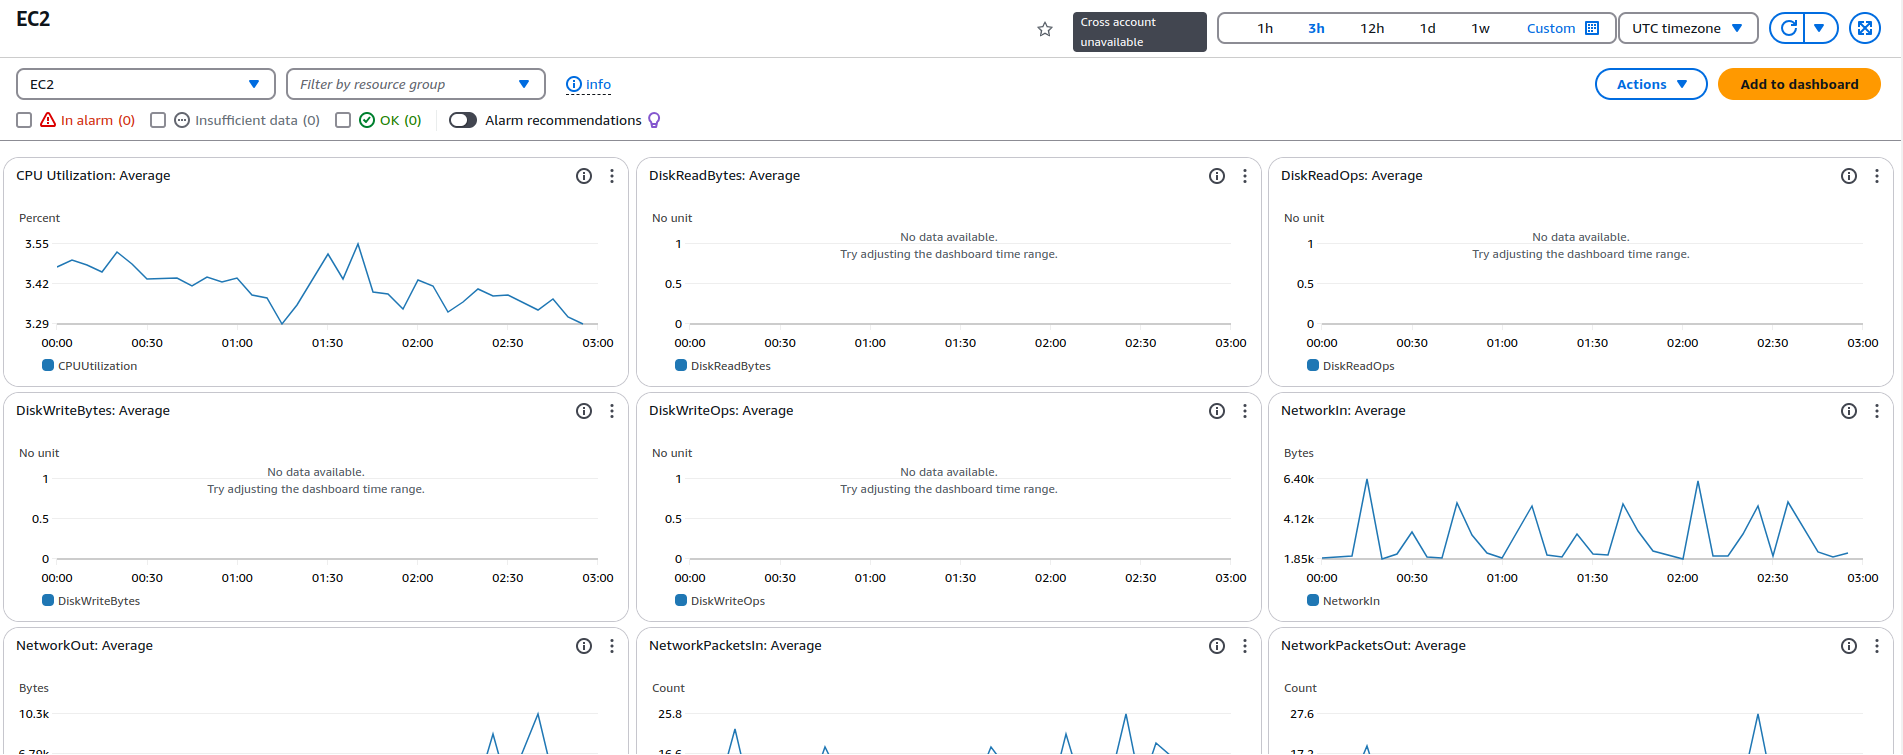 EC2
Cross account unavailable
1h 3h 12h 1d 1w Custom
UTC timezone
EC2
Filter by resource group
Info
Actions
Add to dashboard
In alarm (0)
Insufficient data (0)
OK (0)
Alarm recommendations
CPU Utilization: Average
Percent
3.55
3.42
3.29
00:00 00:30 01:00 01:30 02:00 02:30 03:00
CPUUtilization
DiskReadBytes: Average
No unit
No data available.
Try adjusting the dashboard time range.
1
0.5
0
00:00 00:30 01:00 01:30 02:00 02:30 03:00
DiskReadBytes
DiskReadOps: Average
No unit
No data available.
Try adjusting the dashboard time range.
1
0.5
0
00:00 00:30 01:00 01:30 02:00 02:30 03:00
DiskReadOps
DiskWriteBytes: Average
No unit
No data available.
Try adjusting the dashboard time range.
1
0.5
0
00:00 00:30 01:00 01:30 02:00 02:30 03:00
DiskWriteBytes
DiskWriteOps: Average
No unit
No data available.
Try adjusting the dashboard time range.
1
0.5
0
00:00 00:30 01:00 01:30 02:00 02:30 03:00
DiskWriteOps
NetworkIn: Average
Bytes
6.40k
4.12k
1.85k
00:00 00:30 01:00 01:30 02:00 02:30 03:00
NetworkIn
NetworkOut: Average
Bytes
10.3k
NetworkPacketsIn: Average
Count
25.8
NetworkPacketsOut: Average
Count
27.6